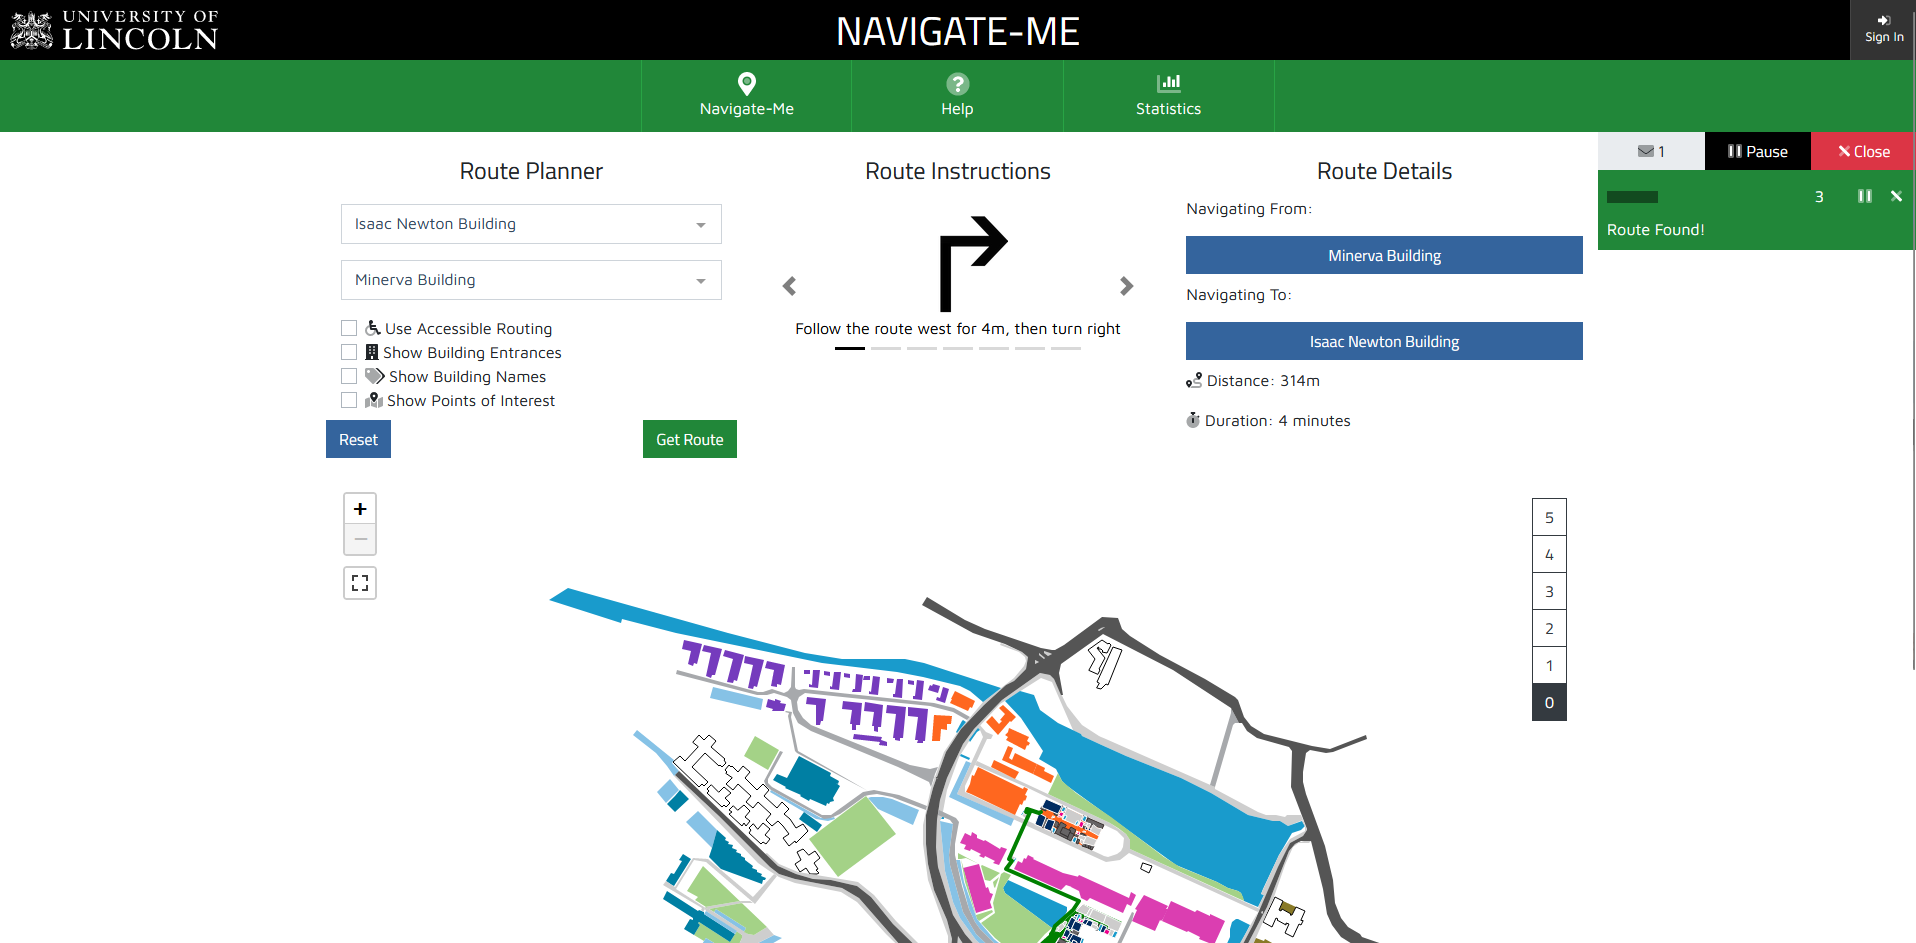 UNIVERSITY OF
LINCOLN
NAVIGATE-ME
Sign In
Navigate-Me
Help
Statistics
1
Pause
Close
3
Route Found!
Route Planner
Isaac Newton Building
Minerva Building
Use Accessible Routing
Show Building Entrances
Show Building Names
Show Points of Interest
Reset
Get Route
Route Instructions
Follow the route west for 4m, then turn right
Route Details
Navigating From:
Minerva Building
Navigating To:
Isaac Newton Building
Distance: 314m
Duration: 4 minutes
+
−
5
4
3
2
1
0